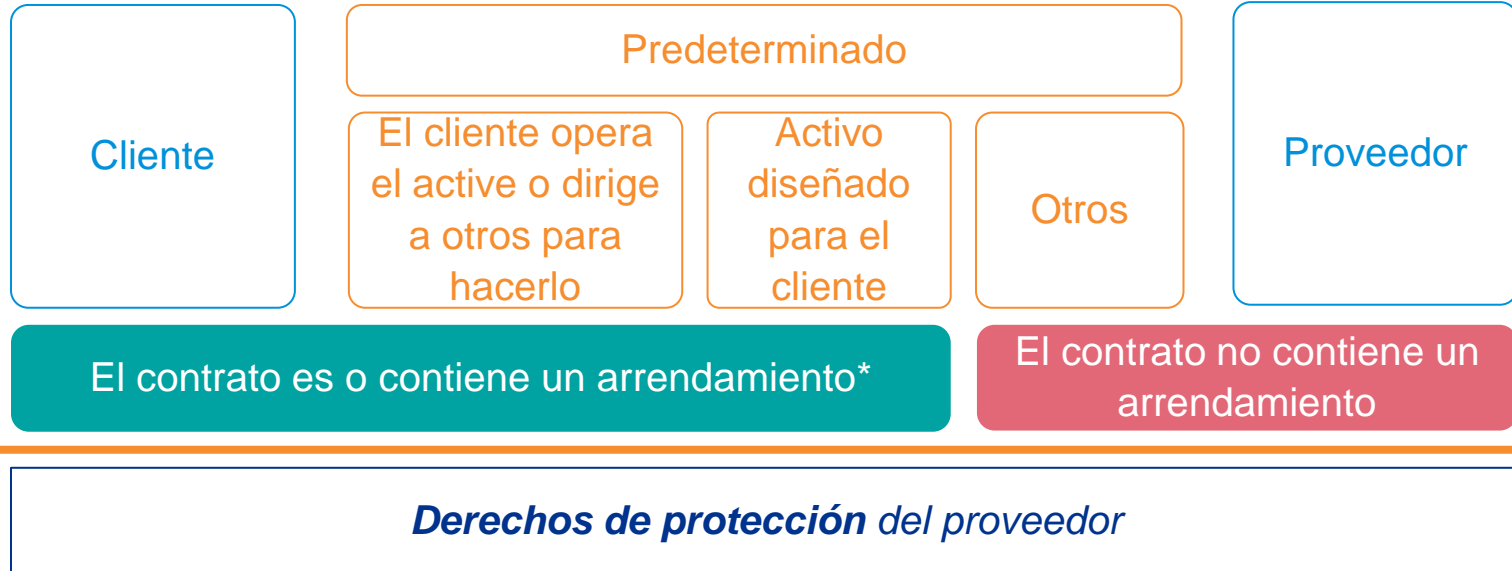 Cliente
Predeterminado
El cliente opera
el active o dirige
a otros para
hacerlo
Activo
diseñado
para el
cliente
Otros
Proveedor
El contrato es o contiene un arrendamiento*
El contrato no contiene un
arrendamiento
Derechos de protección del proveedor